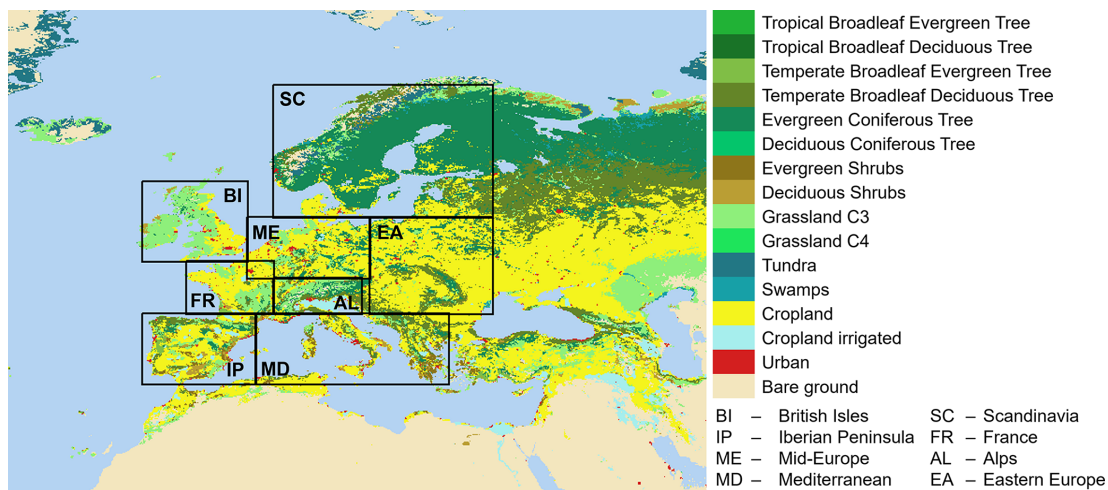 SC
BI
ME
EA
FR
AL
IP
MD
Tropical Broadleaf Evergreen Tree
Tropical Broadleaf Deciduous Tree
Temperate Broadleaf Evergreen Tree
Temperate Broadleaf Deciduous Tree
Evergreen Coniferous Tree
Deciduous Coniferous Tree
Evergreen Shrubs
Deciduous Shrubs
Grassland C3
Grassland C4
Tundra
Swamps
Cropland
Cropland irrigated
Urban
Bare ground
BI – British Isles SC – Scandinavia
IP – Iberian Peninsula FR – France
ME – Mid-Europe AL – Alps
MD – Mediterranean EA – Eastern Europe